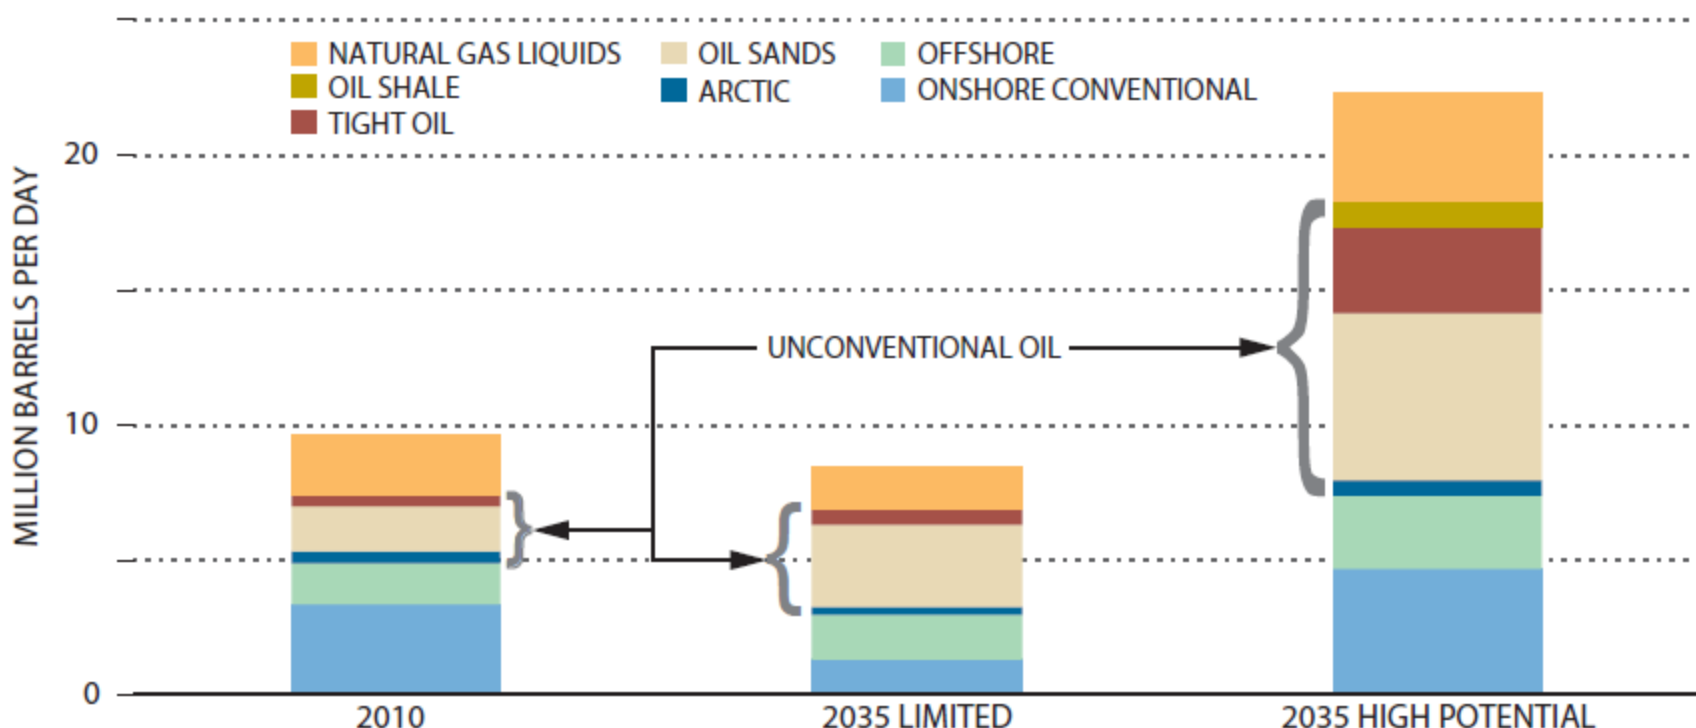 NATURAL GAS LIQUIDS
OIL SHALE
TIGHT OIL
OIL SANDS
ARCTIC
OFFSHORE
ONSHORE CONVENTIONAL
MILLION BARRELS PER DAY
20
10
0
UNCONVENTIONAL OIL
2010
2035 LIMITED
2035 HIGH POTENTIAL